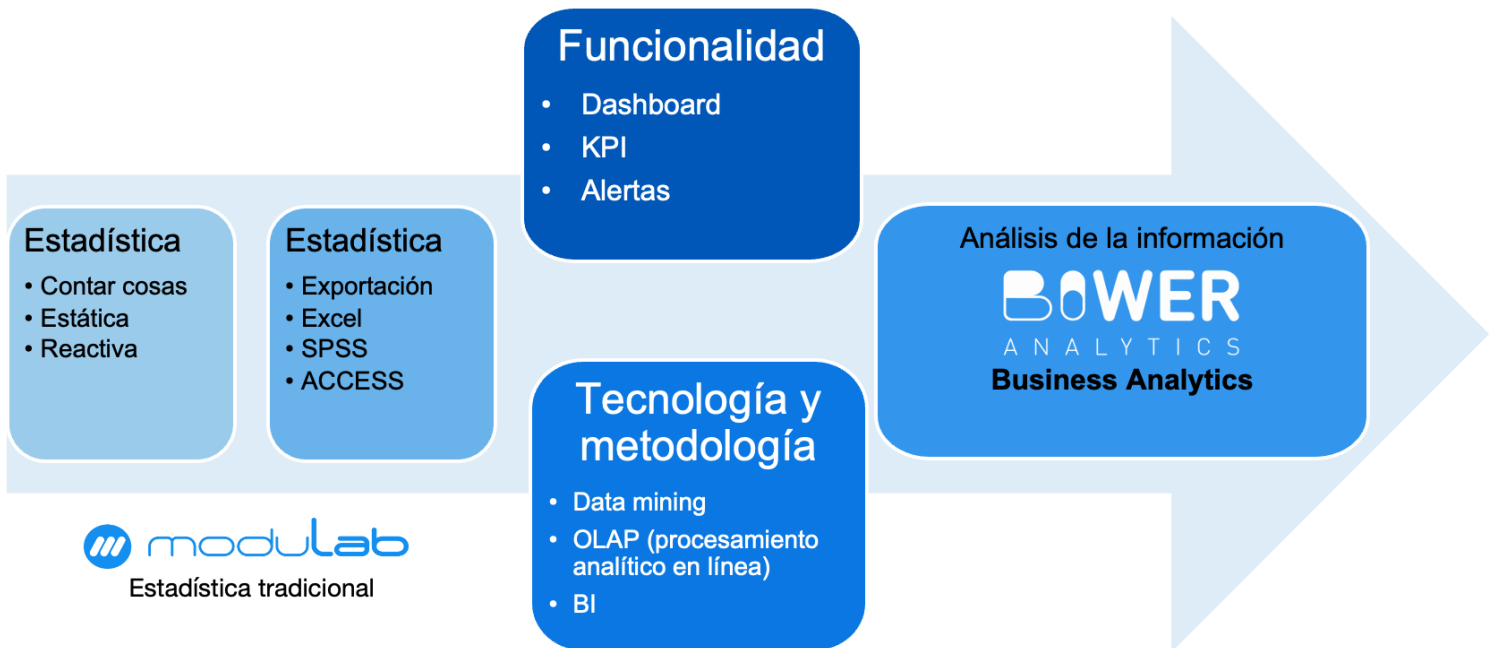 Estadística
• Contar cosas
• Estática
• Reactiva
Estadística
• Exportación
• Excel
• SPSS
• ACCESS
modulab
Estadística tradicional
Funcionalidad
• Dashboard
• KPI
• Alertas
Tecnología y
metodología
• Data mining
• OLAP (procesamiento
analítico en línea)
• BI
Análisis de la información
BOWER
ANALYTICS
Business Analytics